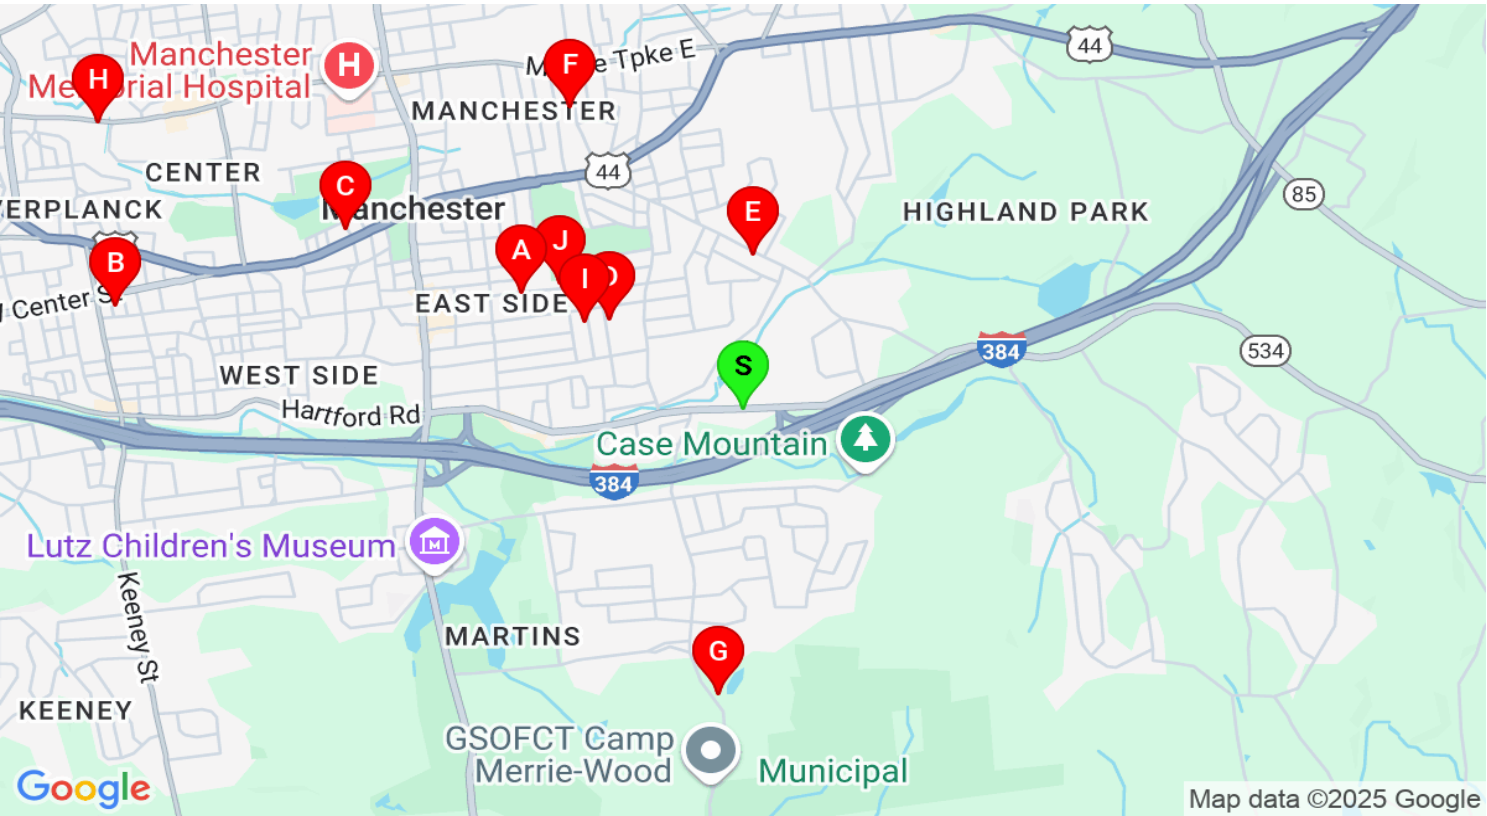 44
Manchester
Memorial Hospital
H
H
F
MANCHESTER
CENTER
44
85
C
Manchester
E
HIGHLAND PARK
B
A
J
I
D
Center St
EAST SIDE
384
534
S
WEST SIDE
Hartford Rd
Case Mountain
384
Lutz Children's Museum
M
Keeney St
MARTINS
G
KEENEY
GSOFCT Camp
Merrie-Wood
Municipal
Google
Map data ©2025 Google